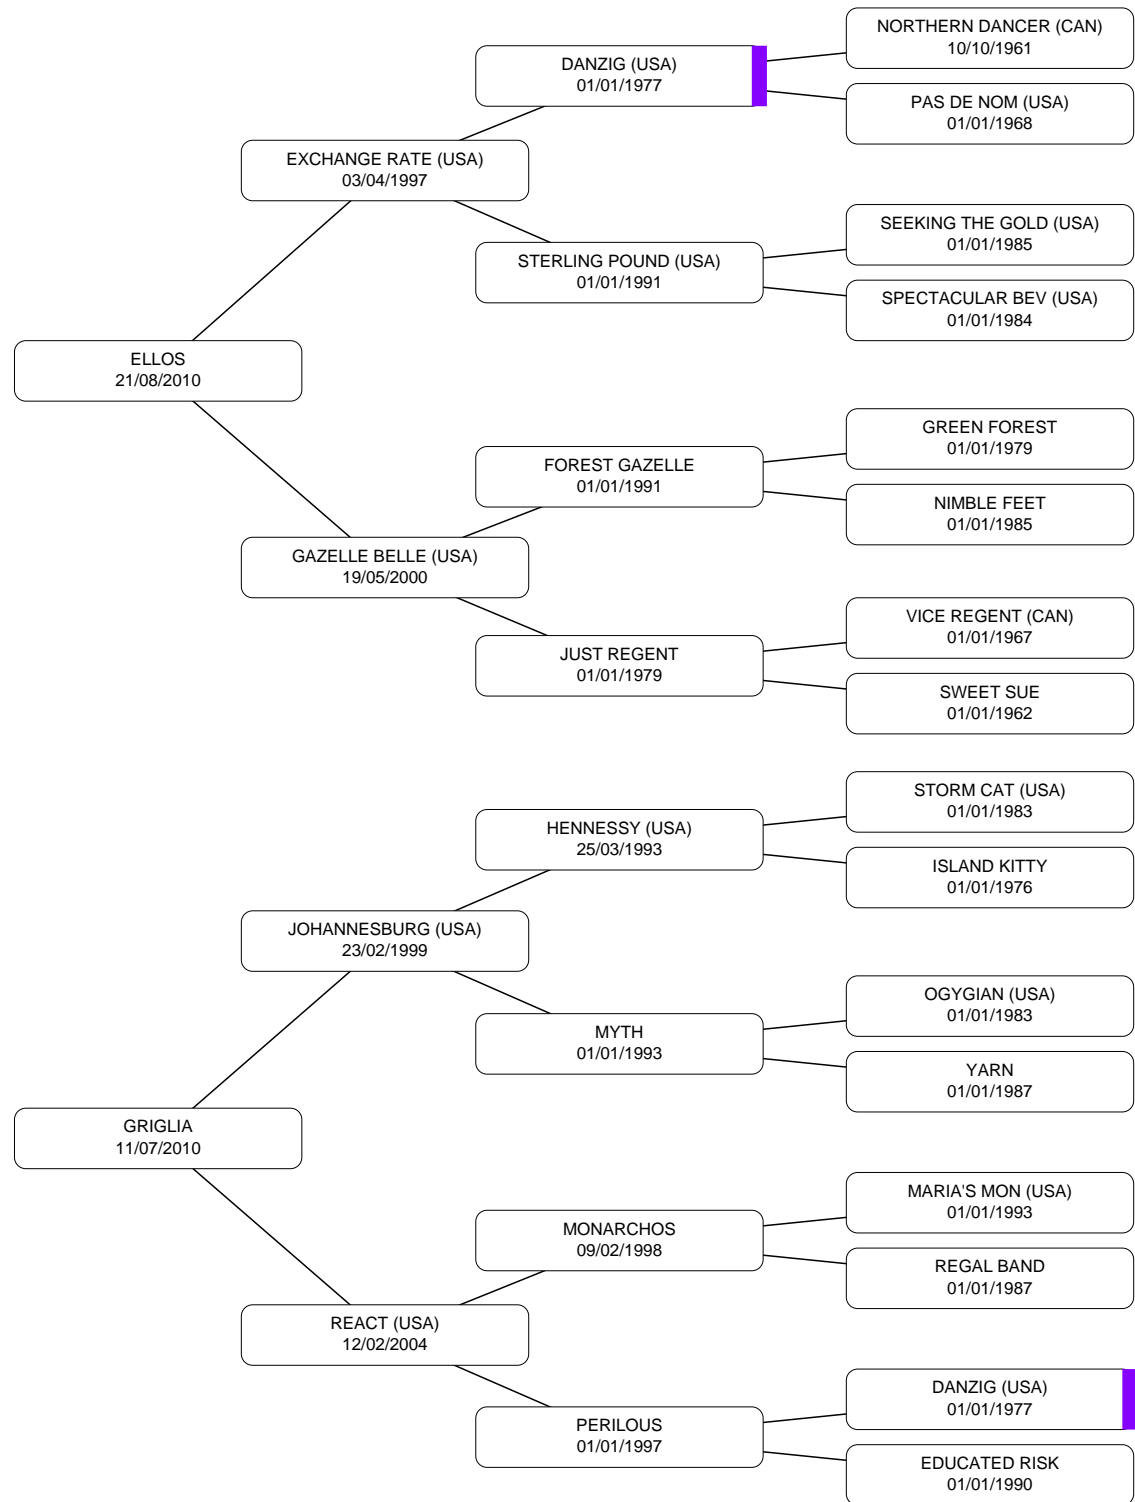 NORTHERN DANCER (CAN)
10/10/1961
DANZIG (USA)
01/01/1977
PAS DE NOM (USA)
01/01/1968
EXCHANGE RATE (USA)
03/04/1997
SEEKING THE GOLD (USA)
01/01/1985
STERLING POUND (USA)
01/01/1991
SPECTACULAR BEV (USA)
01/01/1984
ELLOS
21/08/2010
GREEN FOREST
01/01/1979
FOREST GAZELLE
01/01/1991
NIMBLE FEET
01/01/1985
GAZELLE BELLE (USA)
19/05/2000
VICE REGENT (CAN)
01/01/1967
JUST REGENT
01/01/1979
SWEET SUE
01/01/1962
STORM CAT (USA)
01/01/1983
HENNESSY (USA)
25/03/1993
ISLAND KITTY
01/01/1976
JOHANNESBURG (USA)
23/02/1999
OGYGIAN (USA)
01/01/1983
MYTH
01/01/1993
YARN
01/01/1987
GRIGLIA
11/07/2010
MARIA'S MON (USA)
01/01/1993
MONARCHOS
09/02/1998
REGAL BAND
01/01/1987
REACT (USA)
12/02/2004
DANZIG (USA)
01/01/1977
PERILOUS
01/01/1997
EDUCATED RISK
01/01/1990